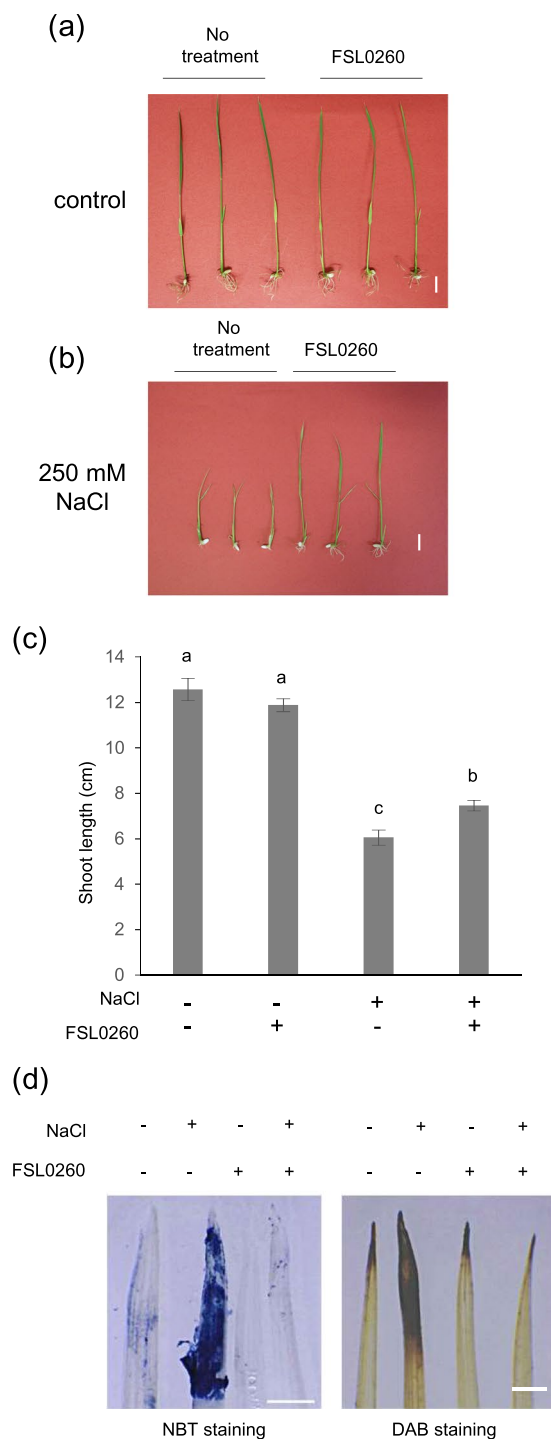 (a)
No
treatment
FSL0260
control
(b)
No
treatment
FSL0260
250 mM
NaCl
(c)
Shoot length (cm)
14
12
10
8
6
4
2
0
a
a
c
b
NaCl - - + +
FSL0260 - + - +
(d)
NaCl - + - + - + - +
FSL0260 - - + + - - + +
NBT staining
DAB staining